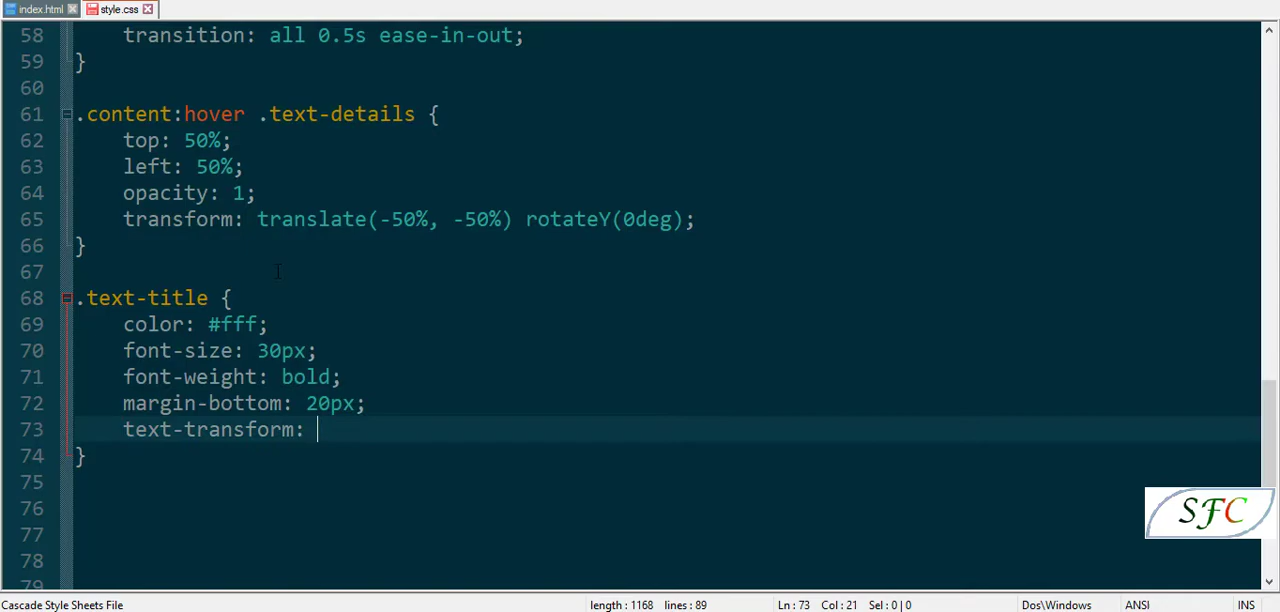 index.html style.css
58 transition: all 0.5s ease-in-out;
59 }
60
61 .content:hover .text-details {
62 top: 50%;
63 left: 50%;
64 opacity: 1;
65 transform: translate(-50%, -50%) rotateY(0deg);
66 }
67
68 .text-title {
69 color: #fff;
70 font-size: 30px;
71 font-weight: bold;
72 margin-bottom: 20px;
73 text-transform:
74 }
75
76
77
78
79
SFC
Cascade Style Sheets File length : 1168 lines : 89 Ln : 73 Col : 21 Sel : 0 | 0 Dos\Windows ANSI INS